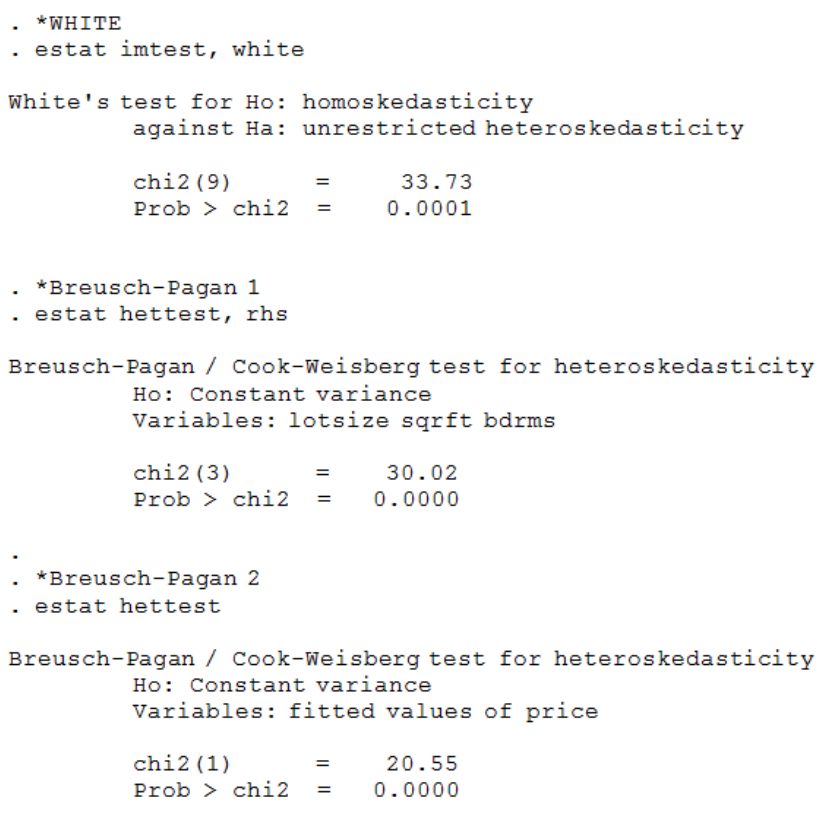 . *WHITE
. estat imtest, white
White's test for Ho: homoskedasticity
against Ha: unrestricted heteroskedasticity
chi2(9) = 33.73
Prob > chi2 = 0.0001
. *Breusch-Pagan 1
. estat hettest, rhs
Breusch-Pagan / Cook-Weisberg test for heteroskedasticity
Ho: Constant variance
Variables: lotsize sqrft bdrms
chi2(3) = 30.02
Prob > chi2 = 0.0000
.
. *Breusch-Pagan 2
. estat hettest
Breusch-Pagan / Cook-Weisberg test for heteroskedasticity
Ho: Constant variance
Variables: fitted values of price
chi2(1) = 20.55
Prob > chi2 = 0.0000